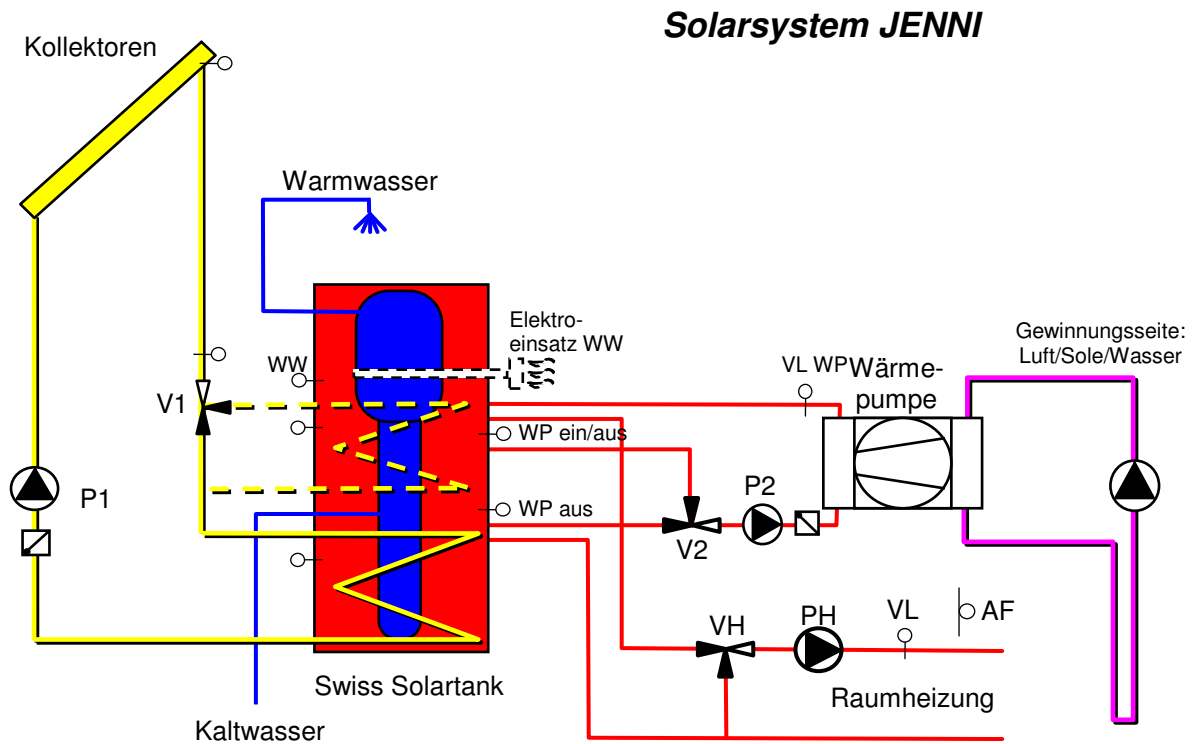 Solarsystem JENNI
Kollektoren
Warmwasser
Elektro-
einsatz WW
Gewinnungsseite:
Luft/Sole/Wasser
WW
VL WP
Wärme-
pumpe
V1
WP ein/aus
P1
P2
WP aus
V2
AF
VH
PH
VL
Swiss Solartank
Raumheizung
Kaltwasser